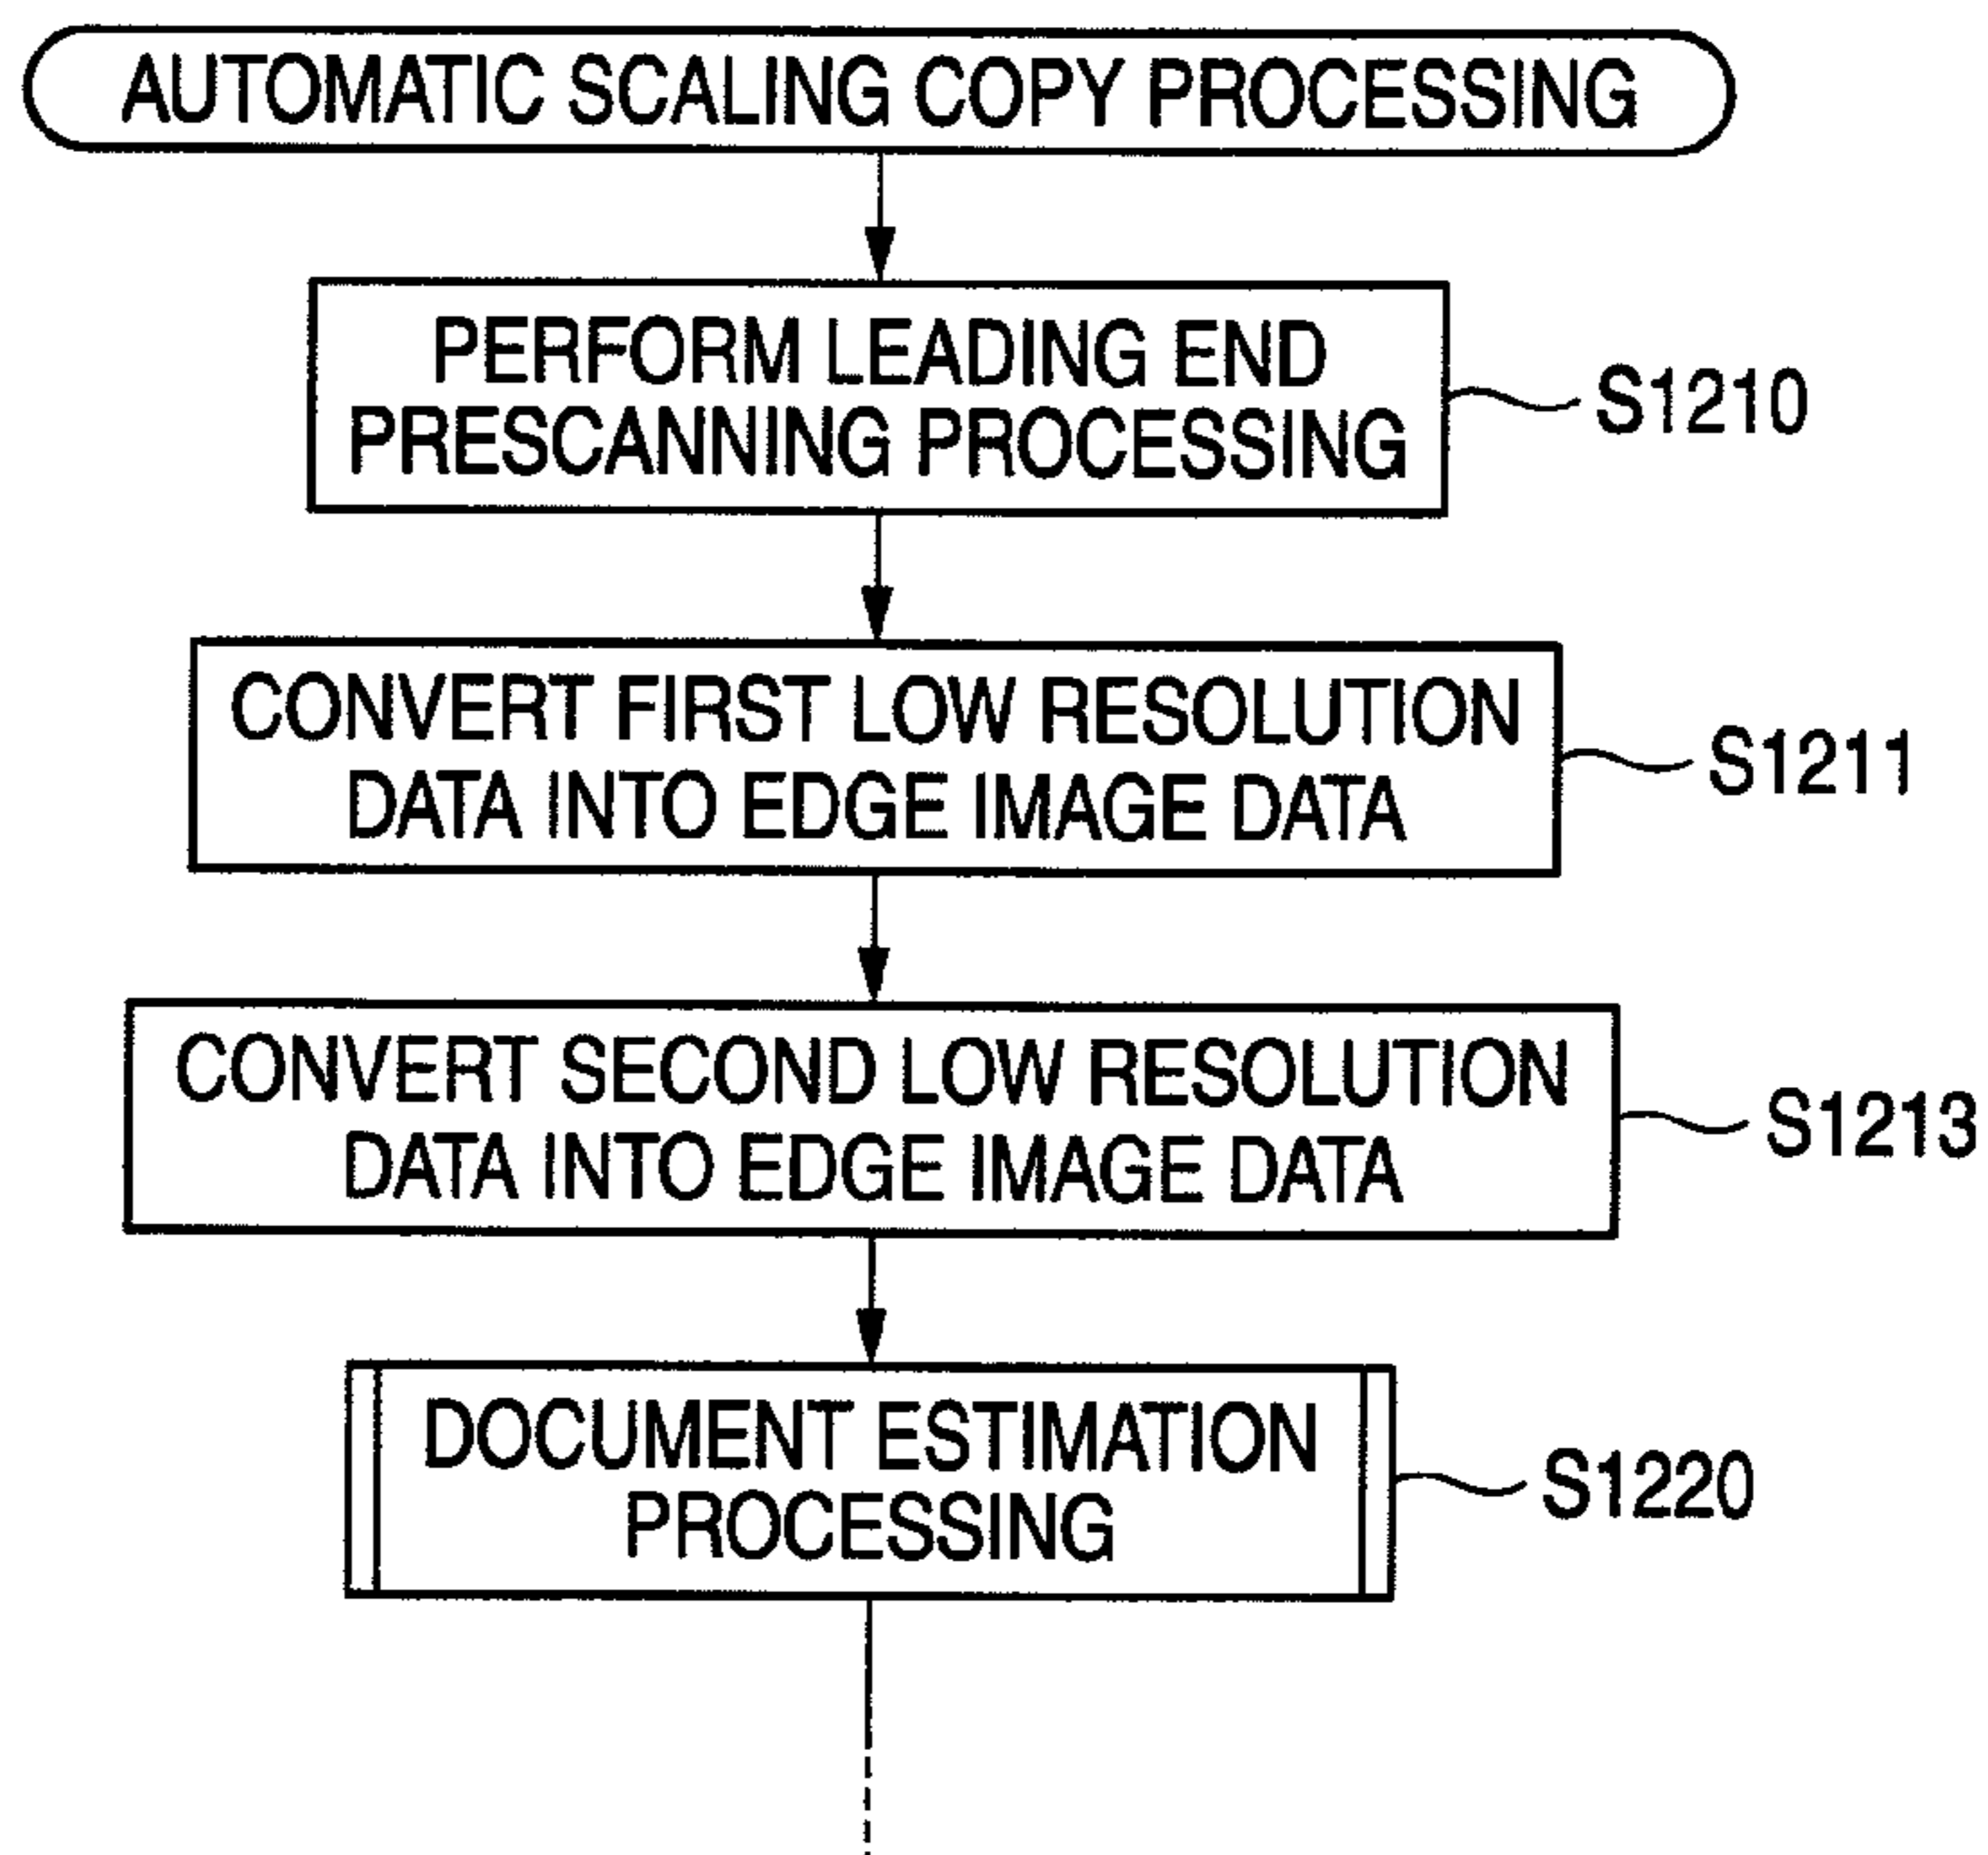 AUTOMATIC SCALING COPY PROCESSING
PERFORM LEADING END
PRESCANNING PROCESSING
S1210
CONVERT FIRST LOW RESOLUTION
DATA INTO EDGE IMAGE DATA
S1211
CONVERT SECOND LOW RESOLUTION
DATA INTO EDGE IMAGE DATA
S1213
DOCUMENT ESTIMATION
PROCESSING
S1220